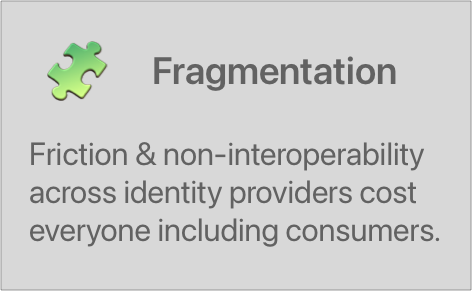 Fragmentation
Friction & non-interoperability
across identity providers cost
everyone including consumers.